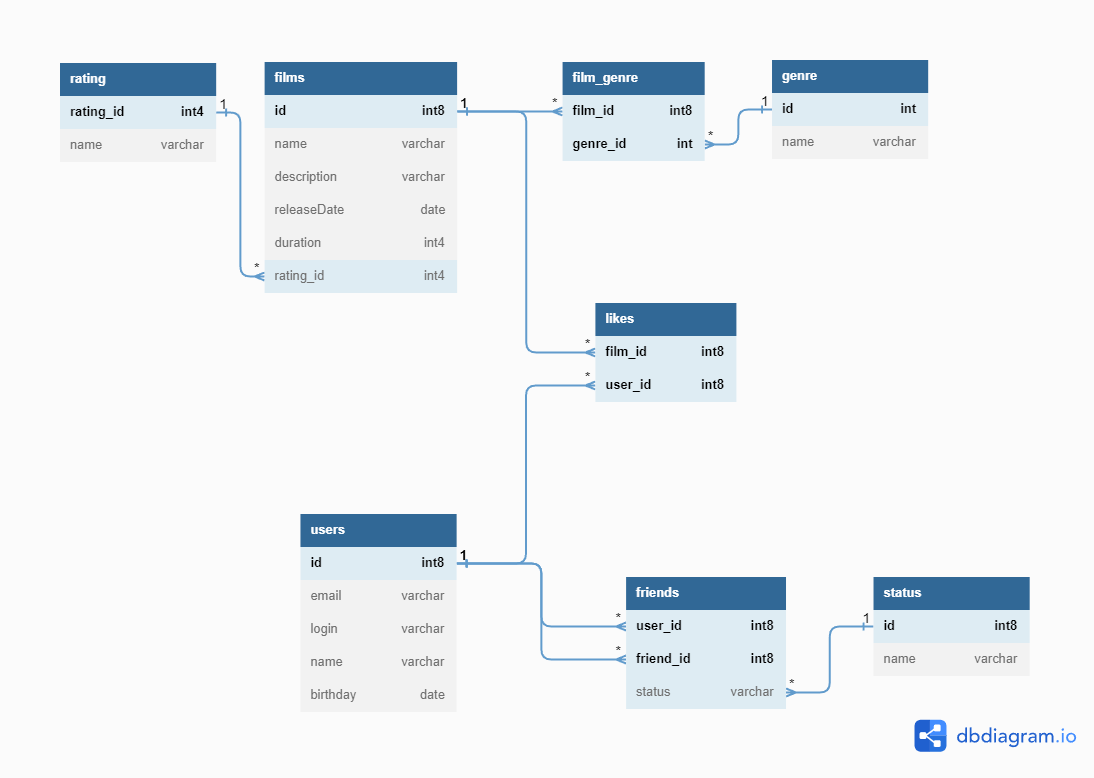 rating
rating_id int4
name varchar
films
id int8
name varchar
description varchar
releaseDate date
duration int4
rating_id int4
film_genre
film_id int8
genre_id int
genre
id int
name varchar
1
*
1
*
1
*
likes
film_id int8
user_id int8
*
*
users
id int8
email varchar
login varchar
name varchar
birthday date
1
friends
user_id int8
friend_id int8
status varchar
*
*
*
status
id int8
name varchar
1
dbdiagram.io